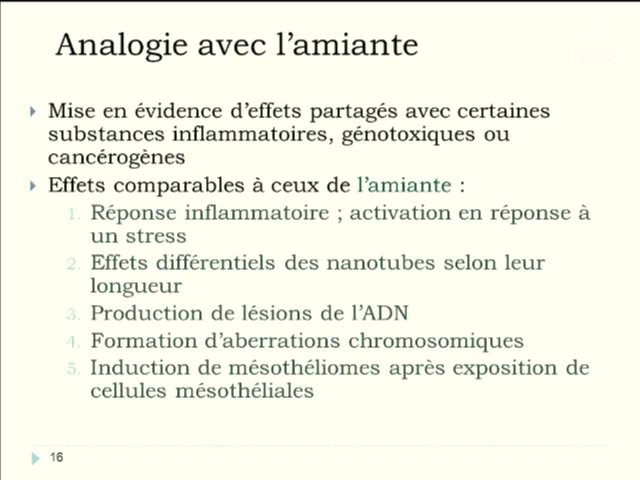 Analogie avec l'amiante
Mise en évidence d'effets partagés avec certaines
substances inflammatoires, génotoxiques ou
cancérogènes
Effets comparables à ceux de l'amiante :
1. Réponse inflammatoire ; activation en réponse à
un stress
2. Effets différentiels des nanotubes selon leur
longueur
3. Production de lésions de l'ADN
4. Formation d'aberrations chromosomiques
5. Induction de mésothéliomes après exposition de
cellules mésothéliales
16